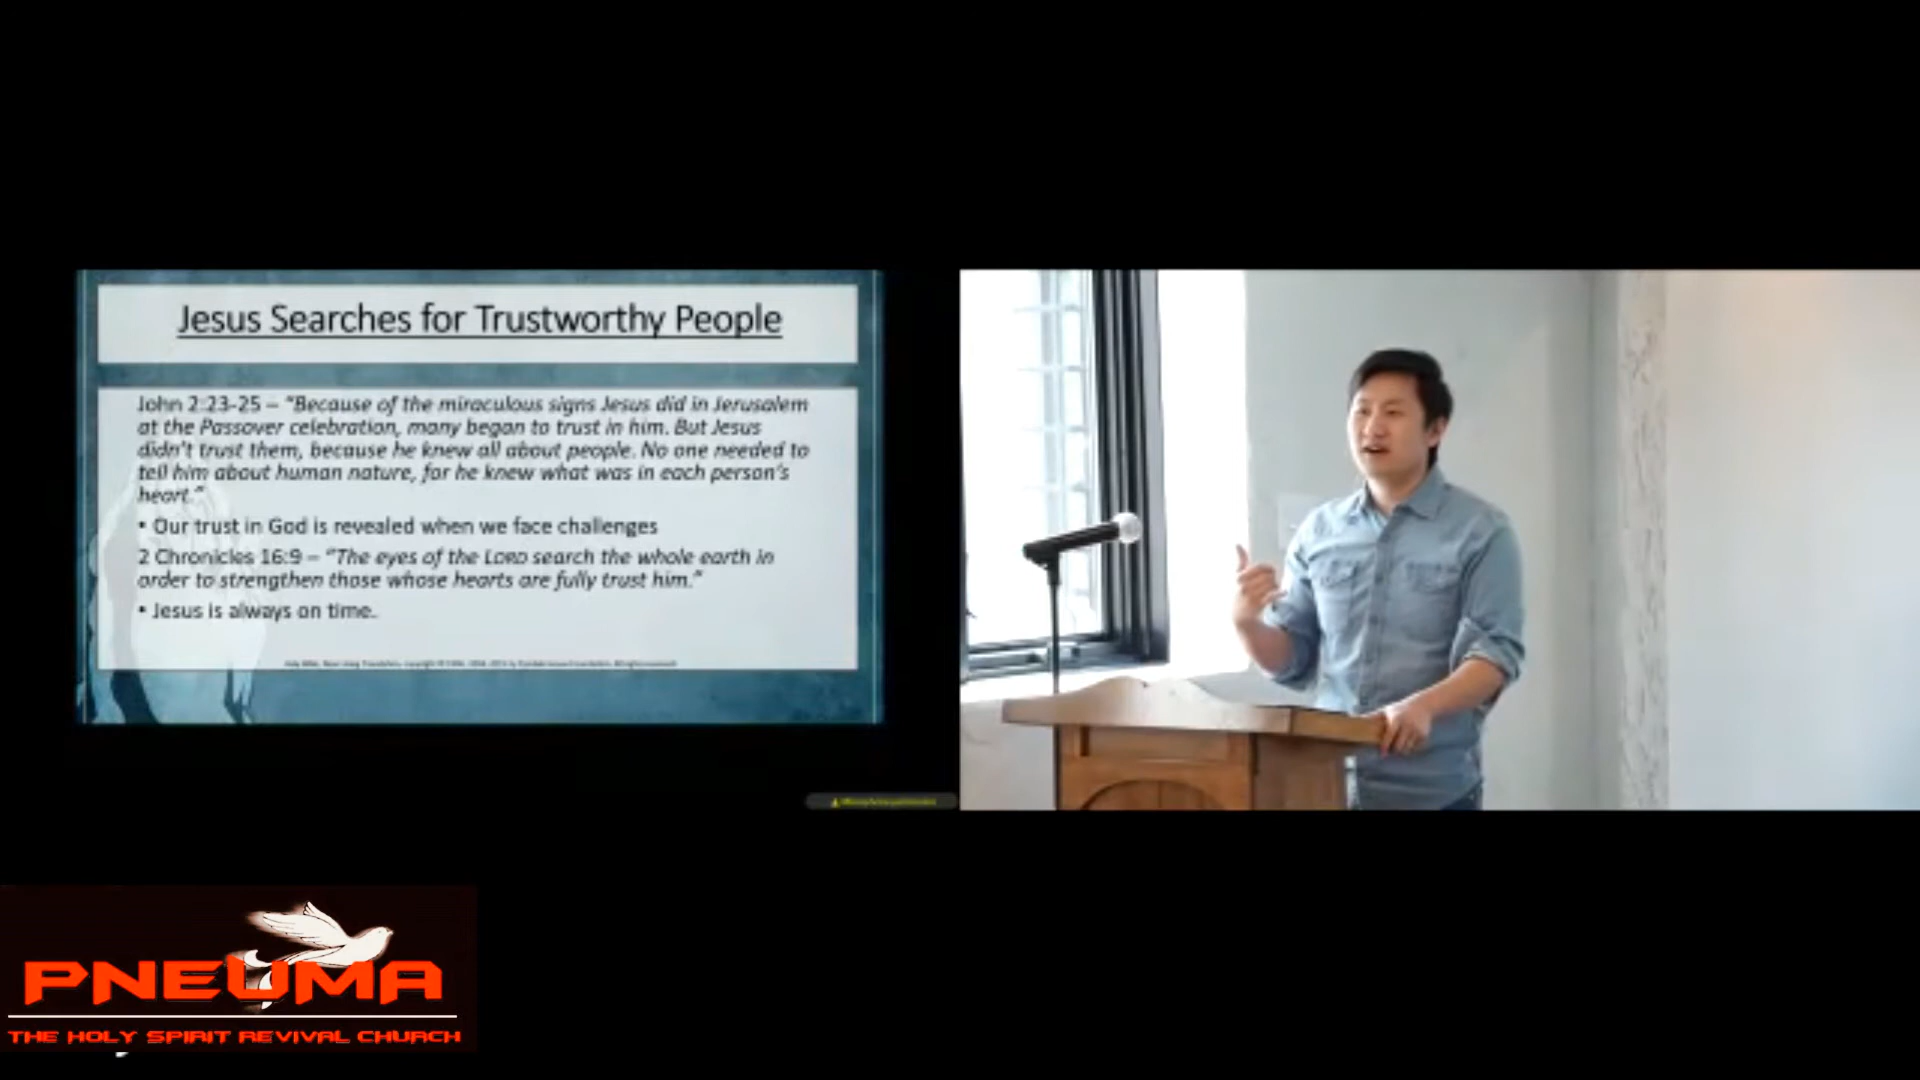 Jesus Searches for Trustworthy People
John 2:23-25 – “Because of the miraculous signs Jesus did in Jerusalem
at the Passover celebration, many began to trust in him. But Jesus
didn’t trust them, because he knew all about people. No one needed to
tell him about human nature, for he knew what was in each person’s
heart.”
• Our trust in God is revealed when we face challenges
2 Chronicles 16:9 – “The eyes of the LORD search the whole earth in
order to strengthen those whose hearts are fully trust him.”
• Jesus is always on time.
PNEUMA
THE HOLY SPIRIT REVIVAL CHURCH